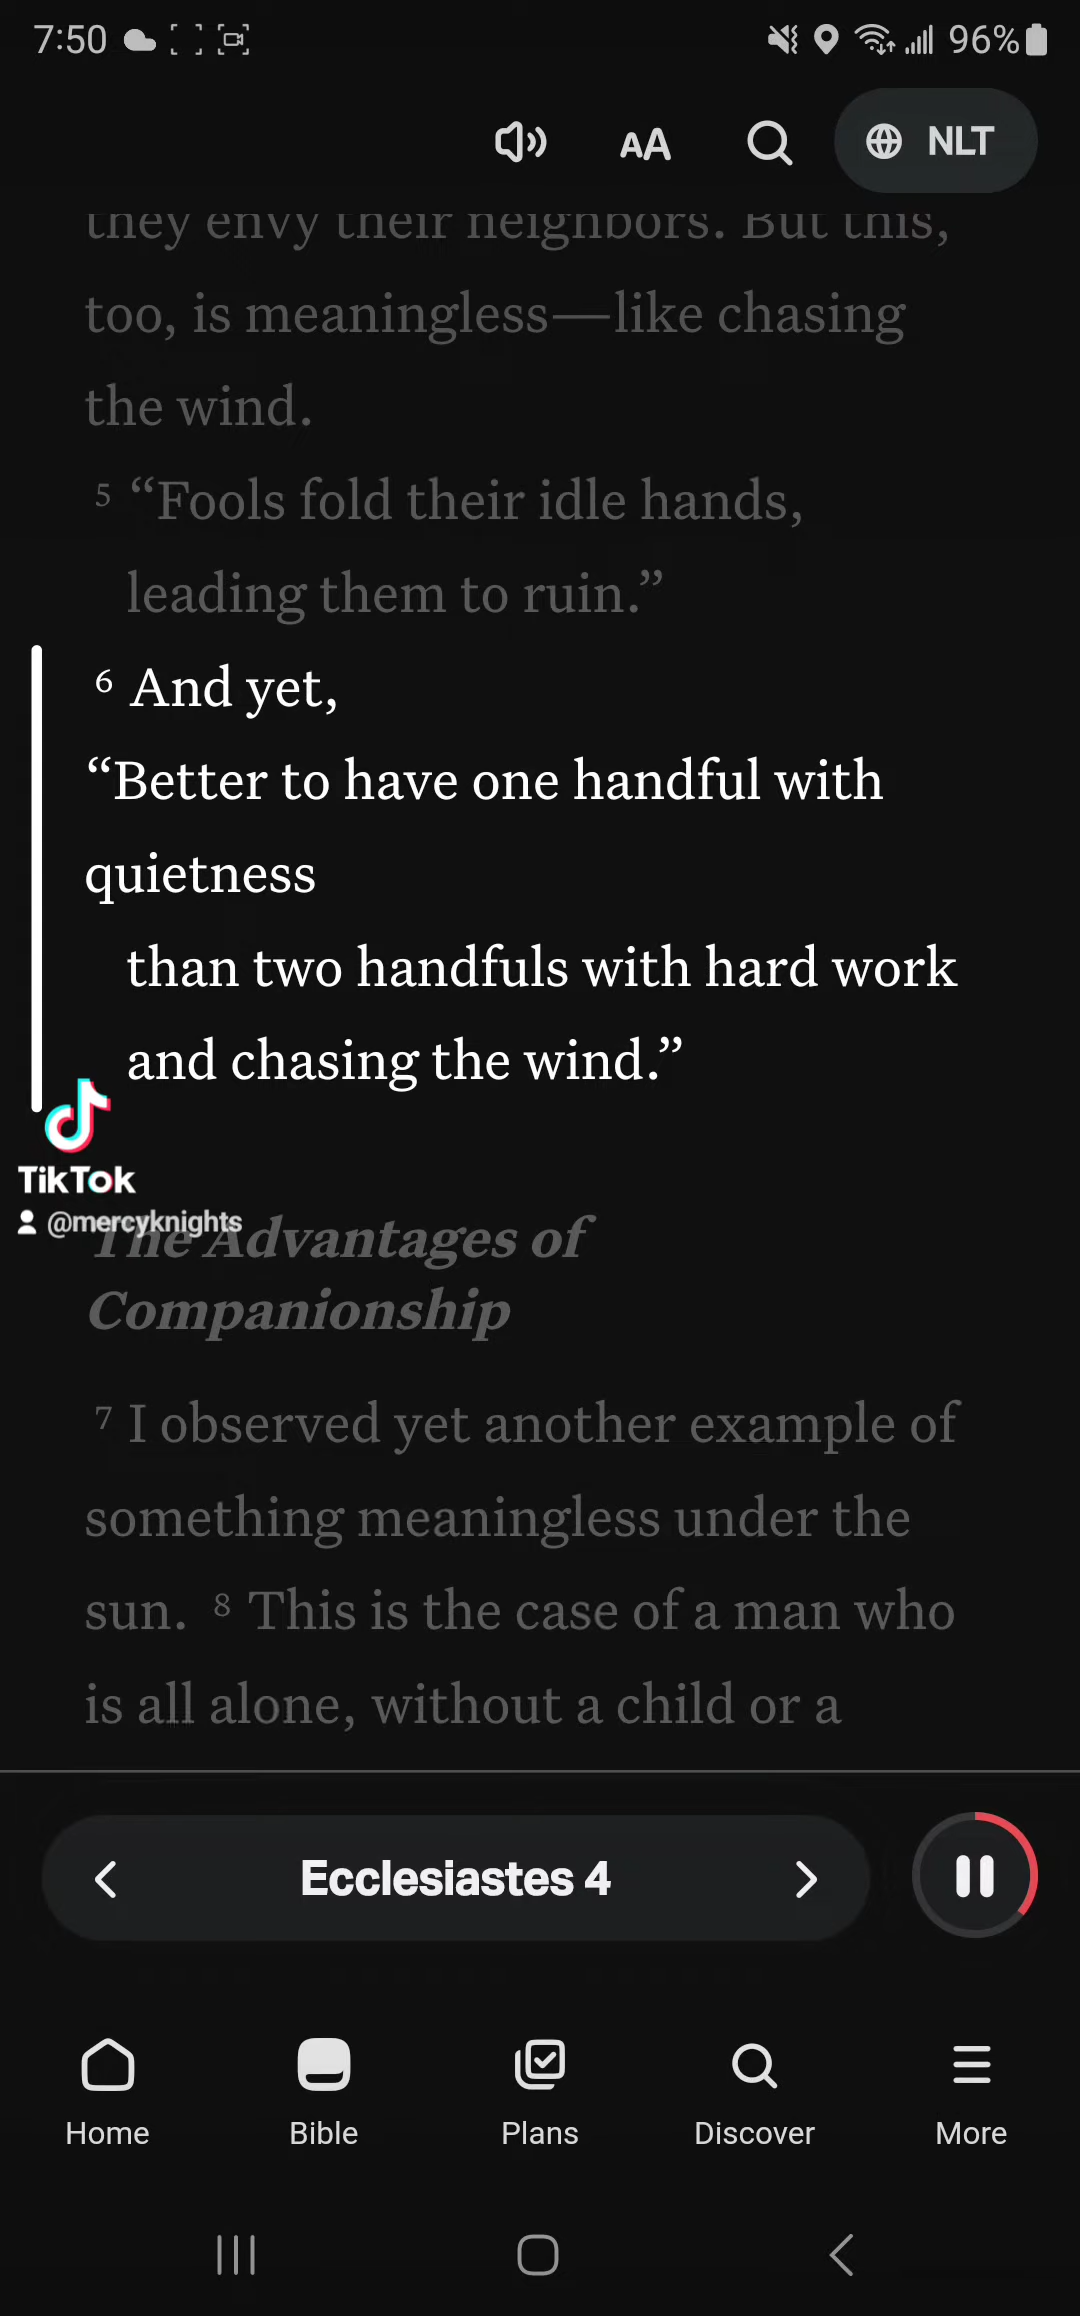 7:50
96%
NLT
they envy their neighbors. But this,
too, is meaningless—like chasing
the wind.
5 “Fools fold their idle hands,
leading them to ruin.”
6 And yet,
“Better to have one handful with
quietness
than two handfuls with hard work
and chasing the wind.”
TikTok
@mercyknights
The Advantages of
Companionship
7 I observed yet another example of
something meaningless under the
sun. 8 This is the case of a man who
is all alone, without a child or a
Ecclesiastes 4
Home
Bible
Plans
Discover
More